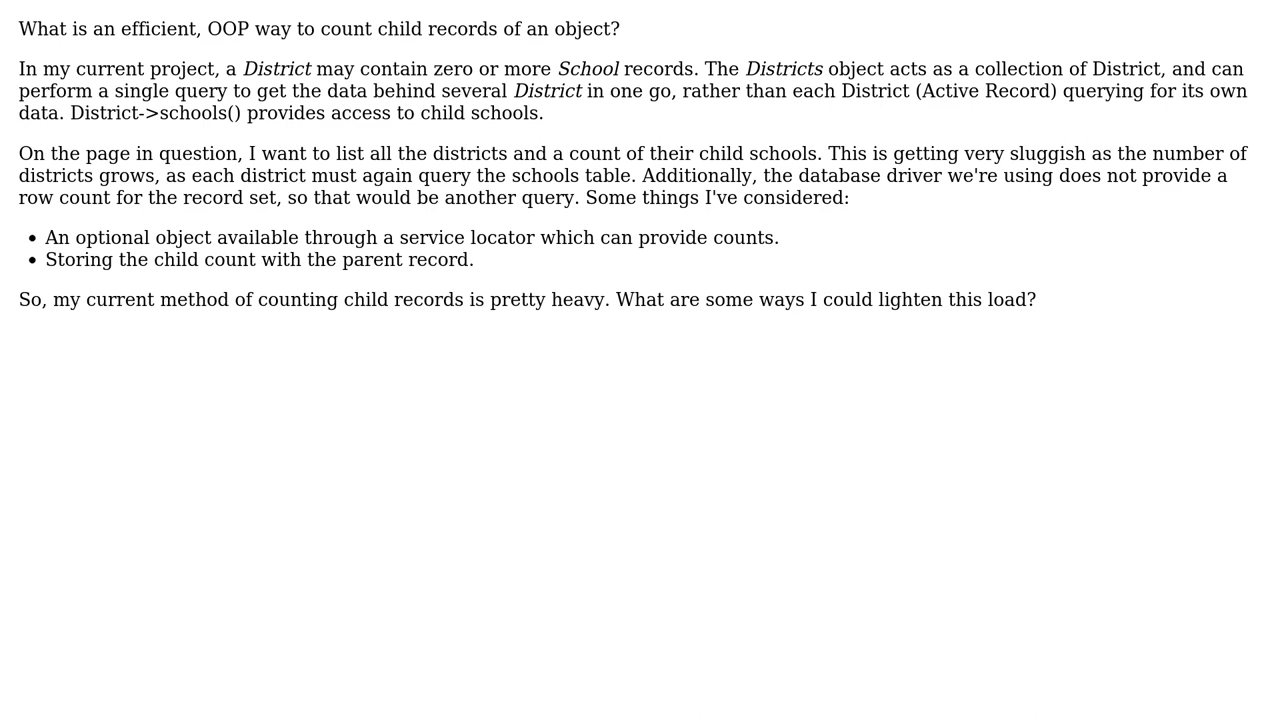 What is an efficient, OOP way to count child records of an object?
In my current project, a District may contain zero or more School records. The Districts object acts as a collection of District, and can
perform a single query to get the data behind several District in one go, rather than each District (Active Record) querying for its own
data. District->schools() provides access to child schools.
On the page in question, I want to list all the districts and a count of their child schools. This is getting very sluggish as the number of
districts grows, as each district must again query the schools table. Additionally, the database driver we're using does not provide a
row count for the record set, so that would be another query. Some things I've considered:
• An optional object available through a service locator which can provide counts.
• Storing the child count with the parent record.
So, my current method of counting child records is pretty heavy. What are some ways I could lighten this load?